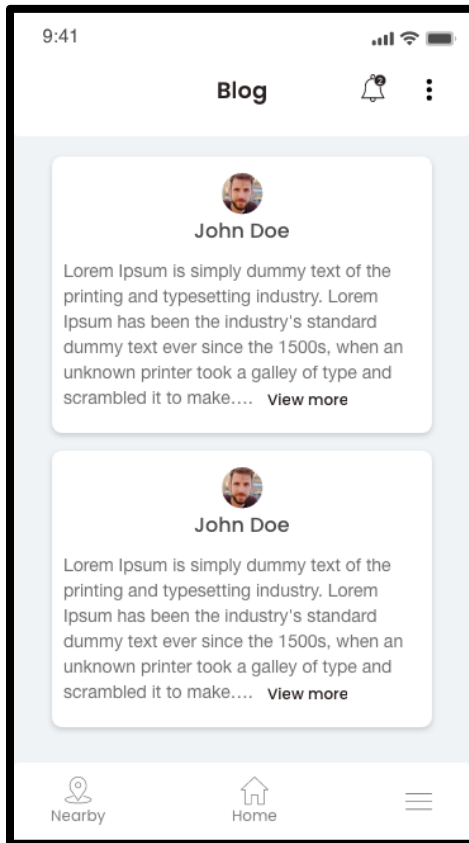 9:41
Blog
2
John Doe
Lorem Ipsum is simply dummy text of the
printing and typesetting industry. Lorem
Ipsum has been the industry's standard
dummy text ever since the 1500s, when an
unknown printer took a galley of type and
scrambled it to make.... View more
John Doe
Lorem Ipsum is simply dummy text of the
printing and typesetting industry. Lorem
Ipsum has been the industry's standard
dummy text ever since the 1500s, when an
unknown printer took a galley of type and
scrambled it to make.... View more
Nearby Home